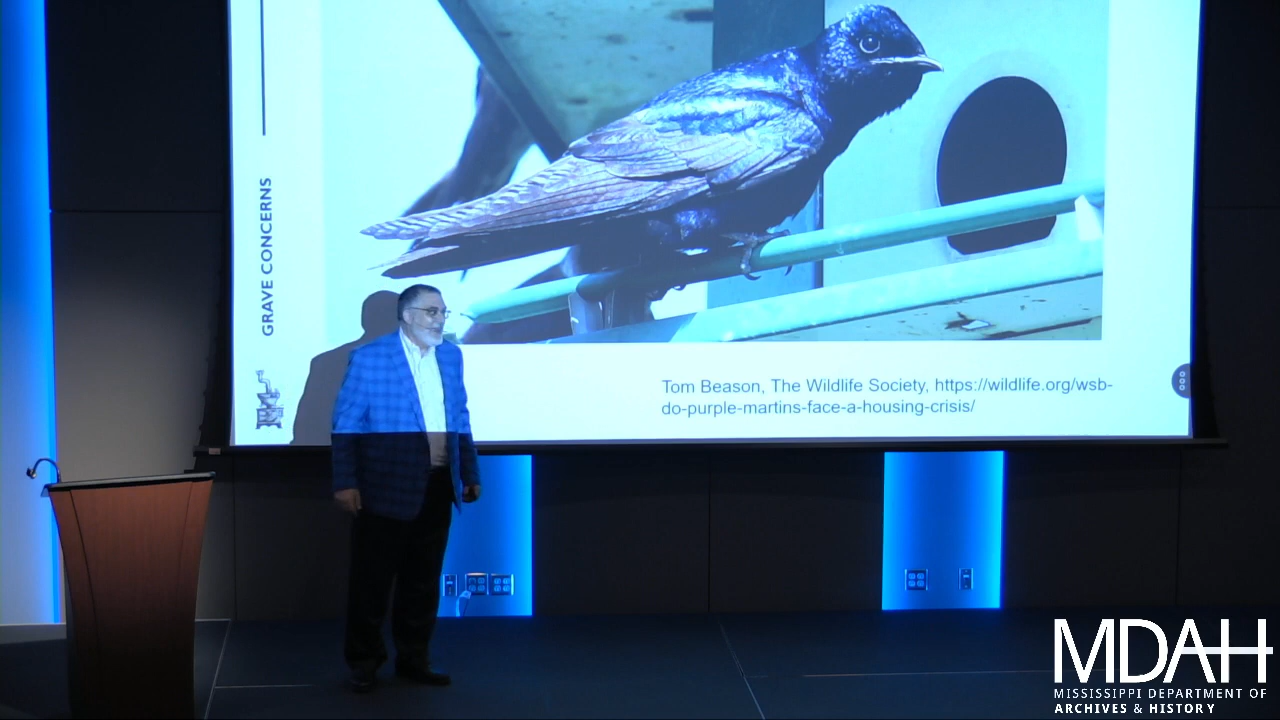 GRAVE CONCERNS
Tom Beason, The Wildlife Society, https://wildlife.org/wsb-
do-purple-martins-face-a-housing-crisis/
MDAH
MISSISSIPPI DEPARTMENT OF
ARCHIVES & HISTORY